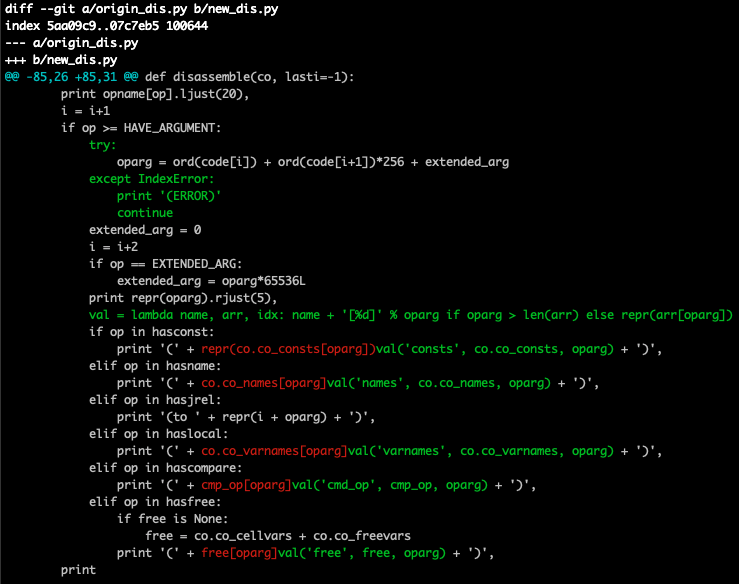 diff --git a/origin_dis.py b/new_dis.py
index 5aa09c9..07c7eb5 100644
--- a/origin_dis.py
+++ b/new_dis.py
@@ -85,26 +85,31 @@ def disassemble(co, lasti=-1):
        print opname[op].ljust(20),
        i = i+1
        if op >= HAVE_ARGUMENT:
            try:
                oparg = ord(code[i]) + ord(code[i+1])*256 + extended_arg
            except IndexError:
                print '(ERROR)'
                continue
            extended_arg = 0
            i = i+2
            if op == EXTENDED_ARG:
                extended_arg = oparg*65536L
            print repr(oparg).rjust(5),
            val = lambda name, arr, idx: name + '[%d]' % oparg if oparg > len(arr) else repr(arr[oparg])
            if op in hasconst:
                print '(' + repr(co.co_consts[oparg])val('consts', co.co_consts, oparg) + ')',
            elif op in hasname:
                print '(' + co.co_names[oparg]val('names', co.co_names, oparg) + ')',
            elif op in hasjrel:
                print '(to ' + repr(i + oparg) + ')',
            elif op in haslocal:
                print '(' + co.co_varnames[oparg]val('varnames', co.co_varnames, oparg) + ')',
            elif op in hascompare:
                print '(' + cmp_op[oparg]val('cmd_op', cmp_op, oparg) + ')',
            elif op in hasfree:
                if free is None:
                    free = co.co_cellvars + co.co_freevars
                print '(' + free[oparg]val('free', free, oparg) + ')',
        print